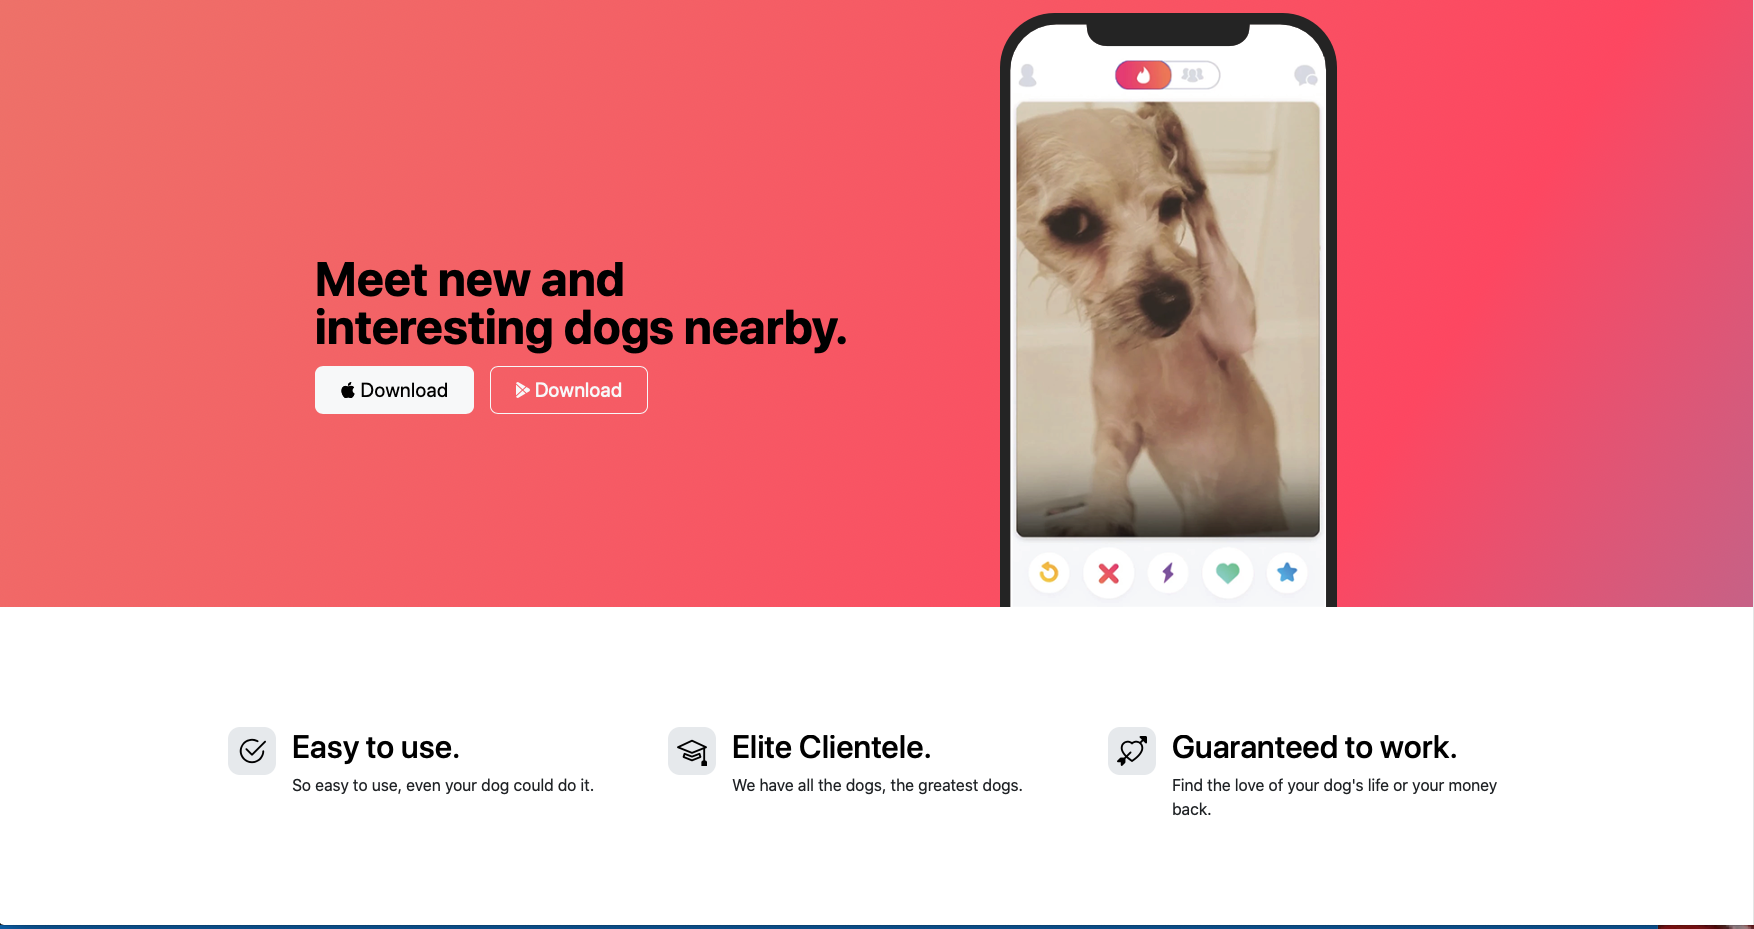 Meet new and
interesting dogs nearby.
Download
Download
Easy to use.
So easy to use, even your dog could do it.
Elite Clientele.
We have all the dogs, the greatest dogs.
Guaranteed to work.
Find the love of your dog's life or your money
back.